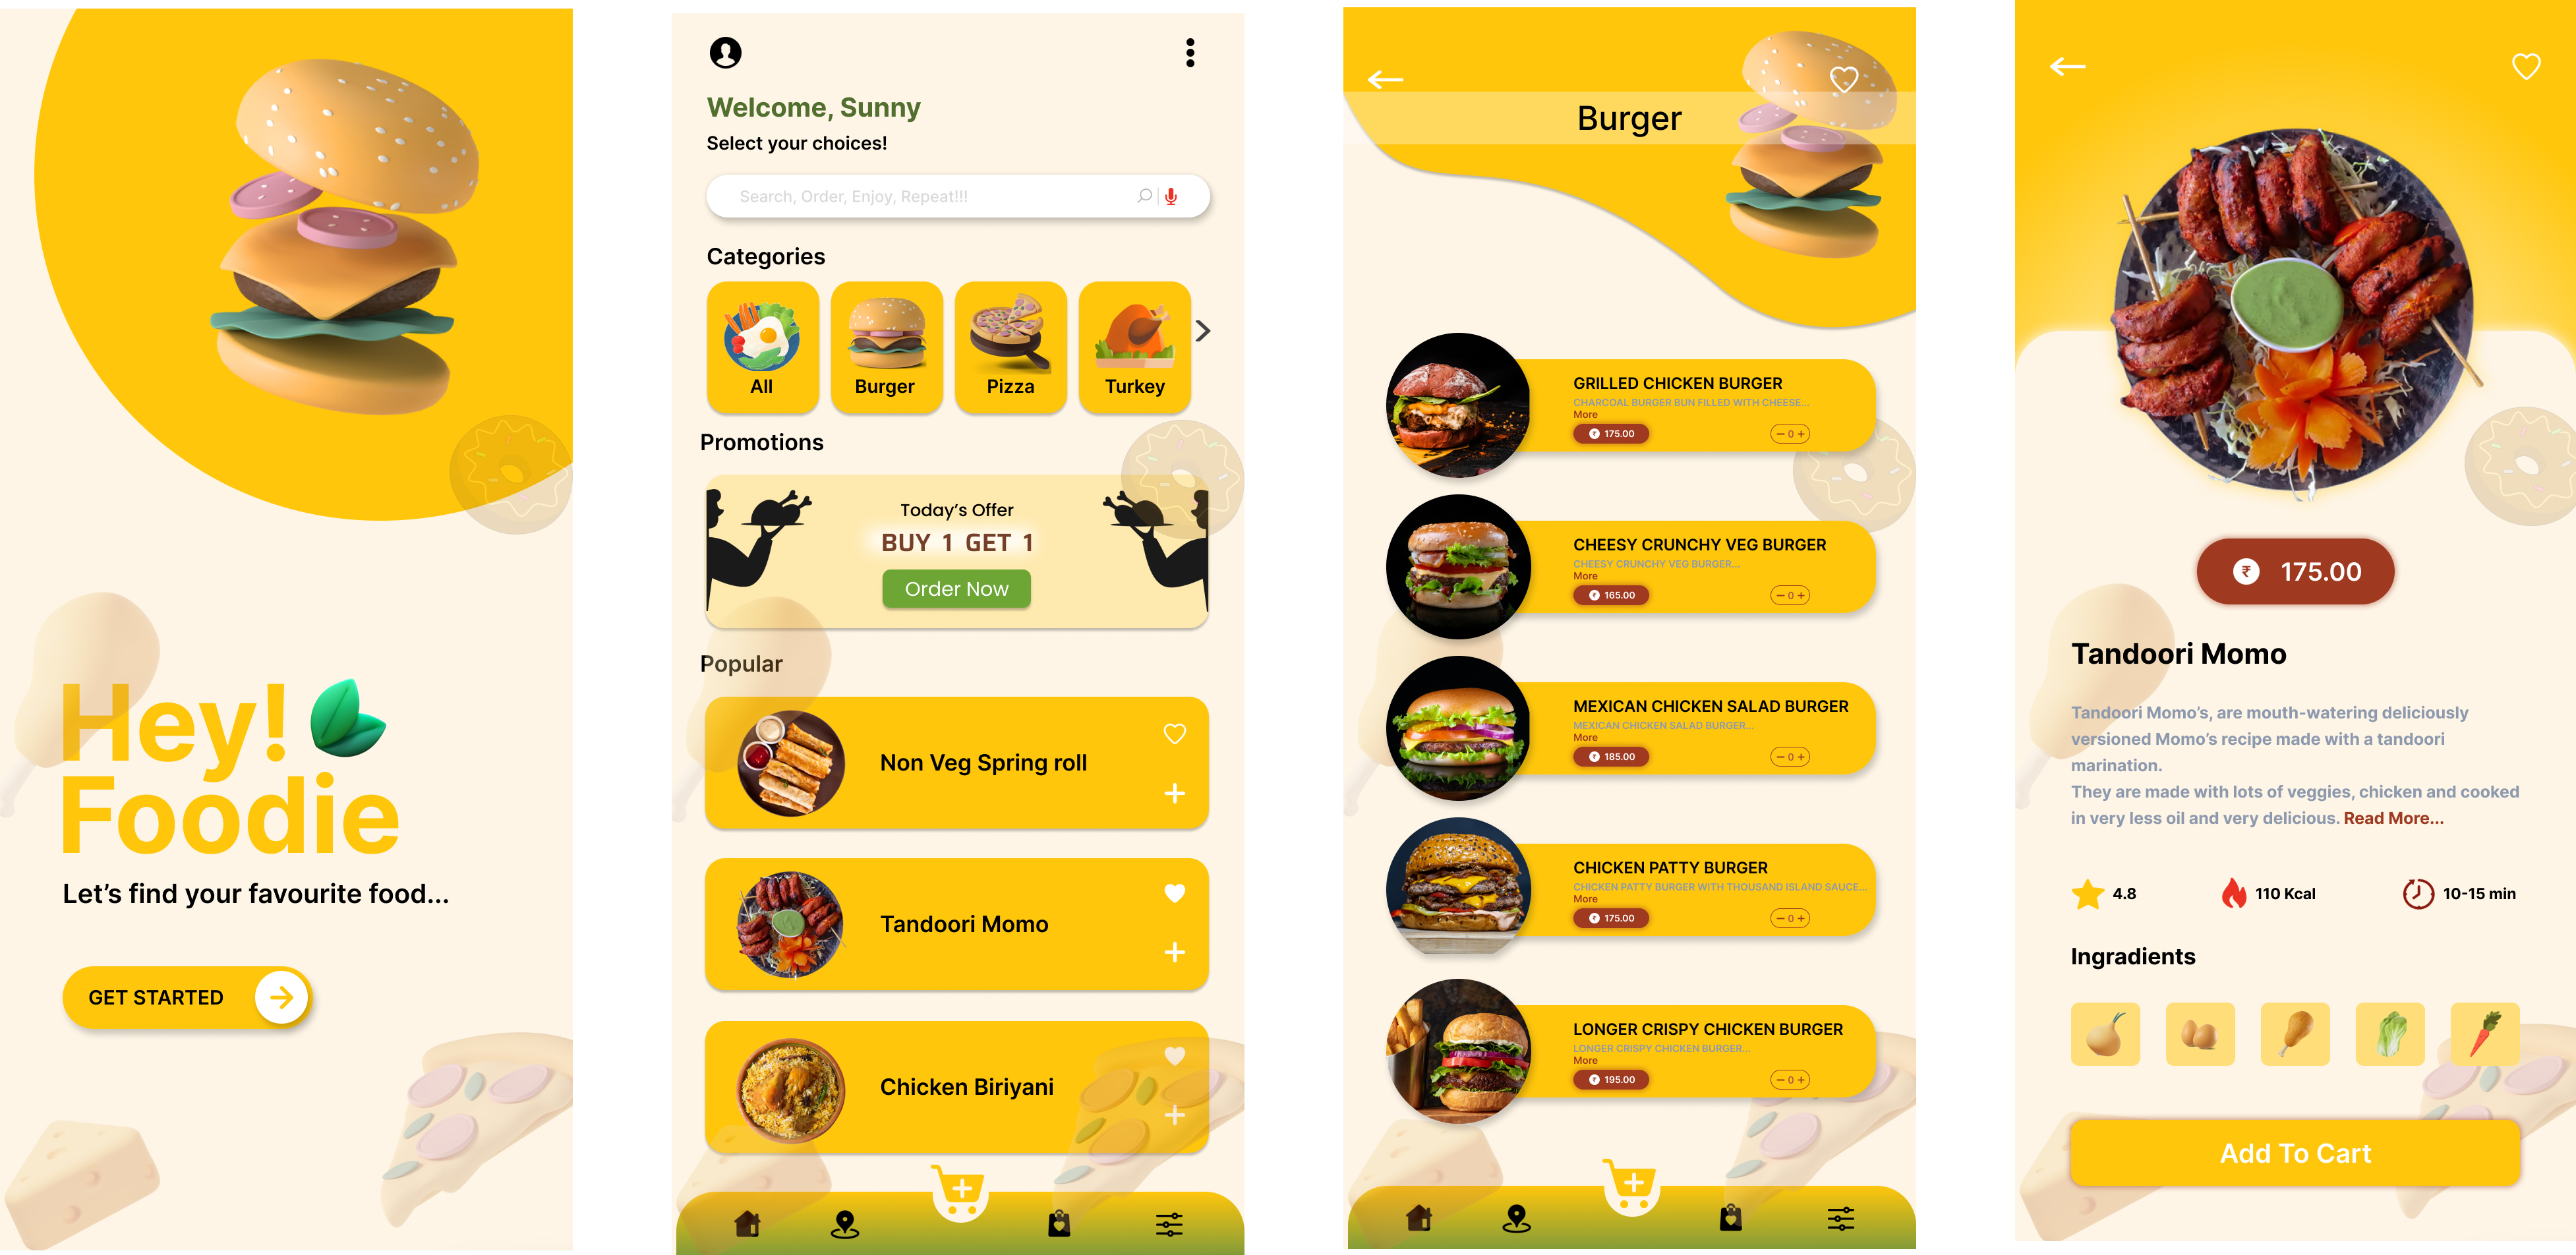 Hey!
Foodie
Let's find your favourite food...
GET STARTED
Welcome, Sunny
Select your choices!
Search, Order, Enjoy, Repeat!!!
Categories
All
Burger
Pizza
Turkey
Promotions
Today's Offer
BUY 1 GET 1
Order Now
Popular
Non Veg Spring roll
Tandoori Momo
Chicken Biriyani
Burger
GRILLED CHICKEN BURGER
CHARCOAL BURGER BUN FILLED WITH CHEESE...
More
₹ 175.00
− 0 +
CHEESY CRUNCHY VEG BURGER
CHEESY CRUNCHY VEG BURGER...
More
₹ 165.00
− 0 +
MEXICAN CHICKEN SALAD BURGER
MEXICAN CHICKEN SALAD BURGER...
More
₹ 185.00
− 0 +
CHICKEN PATTY BURGER
CHICKEN PATTY BURGER WITH THOUSAND ISLAND SAUCE...
More
₹ 175.00
− 0 +
LONGER CRISPY CHICKEN BURGER
LONGER CRISPY CHICKEN BURGER...
More
₹ 195.00
− 0 +
₹ 175.00
Tandoori Momo
Tandoori Momo's, are mouth-watering deliciously
versioned Momo's recipe made with a tandoori
marination.
They are made with lots of veggies, chicken and cooked
in very less oil and very delicious. Read More...
4.8
110 Kcal
10-15 min
Ingradients
Add To Cart